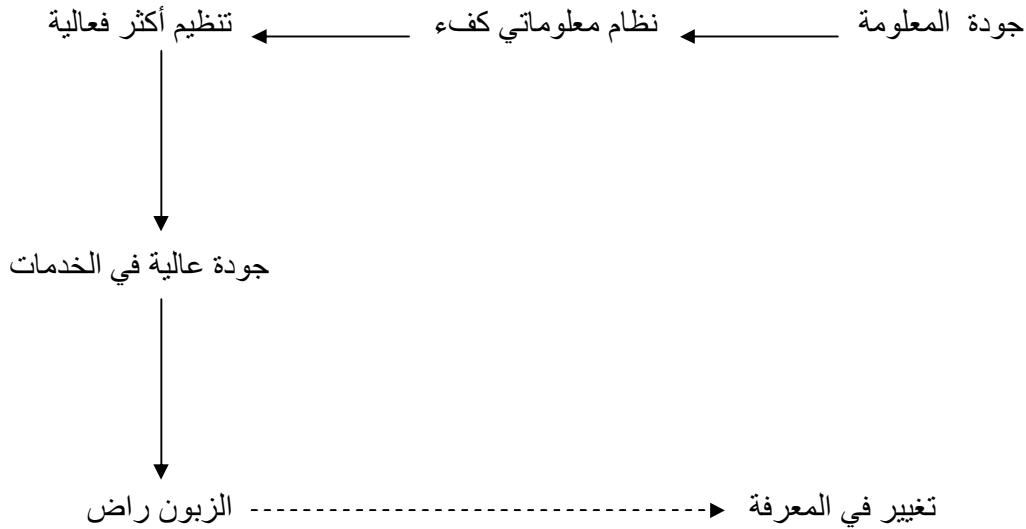 جودة المعلومة نظام معلوماتي كفء تنظيم أكثر فعالية
جودة عالية في الخدمات
تغيير في المعرفة الزبون راض